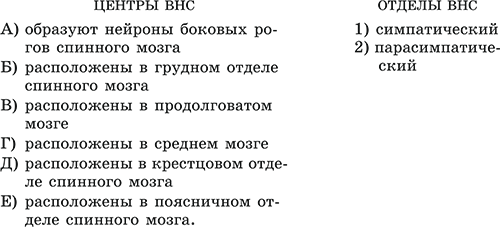 ЦЕНТРЫ ВНС
А) образуют нейроны боковых ро-
гов спинного мозга
Б) расположены в грудном отделе
спинного мозга
В) расположены в продолговатом
мозге
Г) расположены в среднем мозге
Д) расположены в крестцовом отде-
ле спинного мозга
Е) расположены в поясничном от-
деле спинного мозга.
ОТДЕЛЫ ВНС
1) симпатический
2) парасимпатиче-
ский